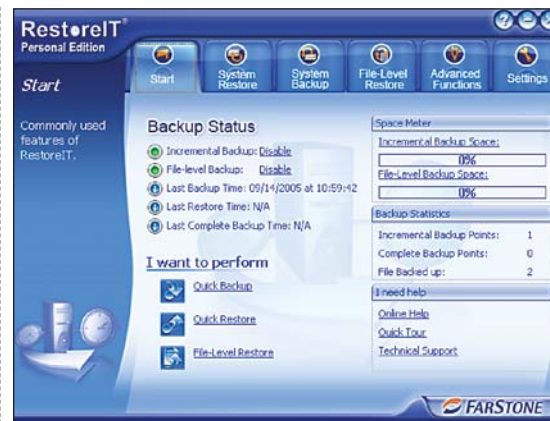 RestoreIT
Personal Edition
Start
Commonly used
features of
RestoreIT.
Start
System
Restore
System
Backup
File-Level
Restore
Advanced
Functions
Settings
Backup Status
Incremental Backup: Disable
File-level Backup: Disable
Last Backup Time: 09/14/2005 at 10:59:42
Last Restore Time: N/A
Last Complete Backup Time: N/A
I want to perform
Quick Backup
Quick Restore
File-Level Restore
Space Meter
Incremental Backup Space:
0%
File-Level Backup Space:
0%
Backup Statistics
Incremental Backup Points: 1
Complete Backup Points: 0
File Backed up: 2
I need help
Online Help
Quick Tour
Technical Support
FARSTONE